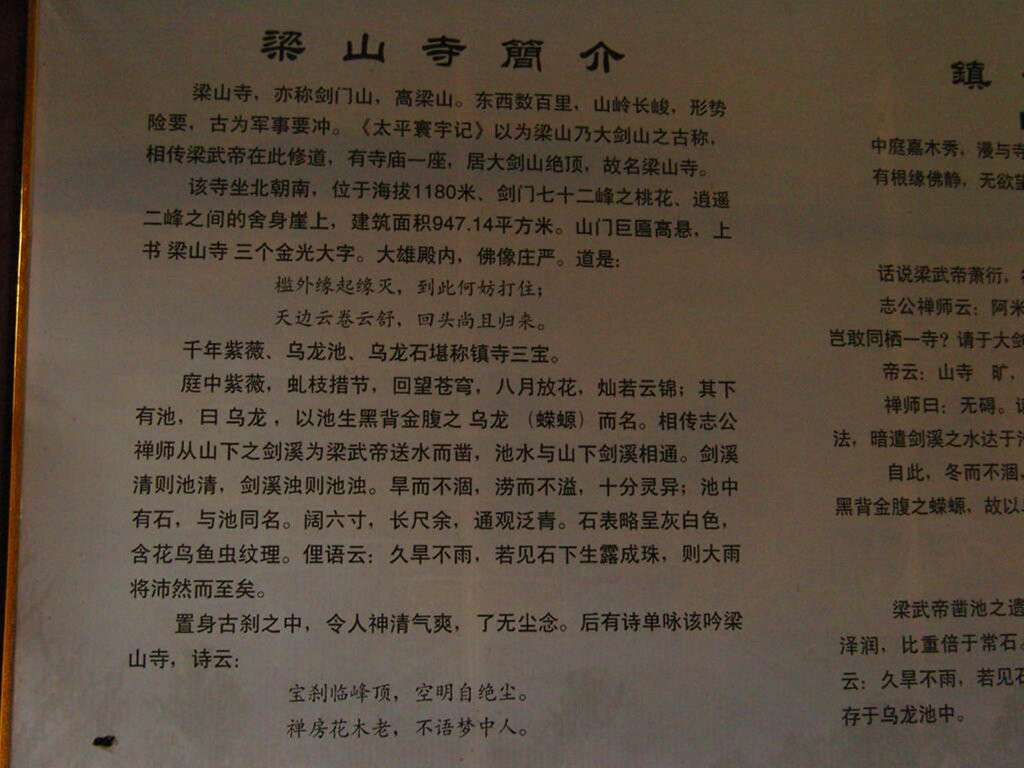 梁山寺簡介
梁山寺，亦称剑门山，高梁山。东西数百里，山岭长峻，形势
险要，古为军事要冲。《太平寰宇记》以为梁山乃大剑山之古称，
相传梁武帝在此修道，有寺庙一座，居大剑山绝顶，故名梁山寺。
该寺坐北朝南，位于海拔1180米、剑门七十二峰之桃花、逍遥
二峰之间的舍身崖上，建筑面积947.14平方米。山门巨匾高悬，上
书 梁山寺 三个金光大字。大雄殿内，佛像庄严。道是：
槛外缘起缘灭，到此何妨打住；
天边云卷云舒，回头尚且归来。
千年紫薇、乌龙池、乌龙石堪称镇寺三宝。
庭中紫薇，虬枝措节，回望苍穹，八月放花，灿若云锦；其下
有池，曰 乌龙 ，以池生黑背金腹之 乌龙 （蝾螈）而名。相传志公
禅师从山下之剑溪为梁武帝送水而凿，池水与山下剑溪相通。剑溪
清则池清，剑溪浊则池浊。旱而不涸，涝而不溢，十分灵异；池中
有石，与池同名。阔六寸，长尺余，通观泛青。石表略呈灰白色，
含花鸟鱼虫纹理。俚语云：久旱不雨，若见石下生露成珠，则大雨
将沛然而至矣。
置身古刹之中，令人神清气爽，了无尘念。后有诗单咏该吟梁
山寺，诗云：
宝刹临峰顶，空明自绝尘。
禅房花木老，不语梦中人。
鎮
中庭嘉木秀，漫与寺
有根缘佛静，无欲望
话说梁武帝萧衍，
志公禅师云：阿米
岂敢同栖一寺？请于大剑
帝云：山寺 旷，
禅师曰：无碍。
法，暗遣剑溪之水达于
自此，冬而不涸，
黑背金腹之蝾螈，故以
梁武帝凿池之遗
泽润，比重倍于常石。
云：久旱不雨，若见石
存于乌龙池中。